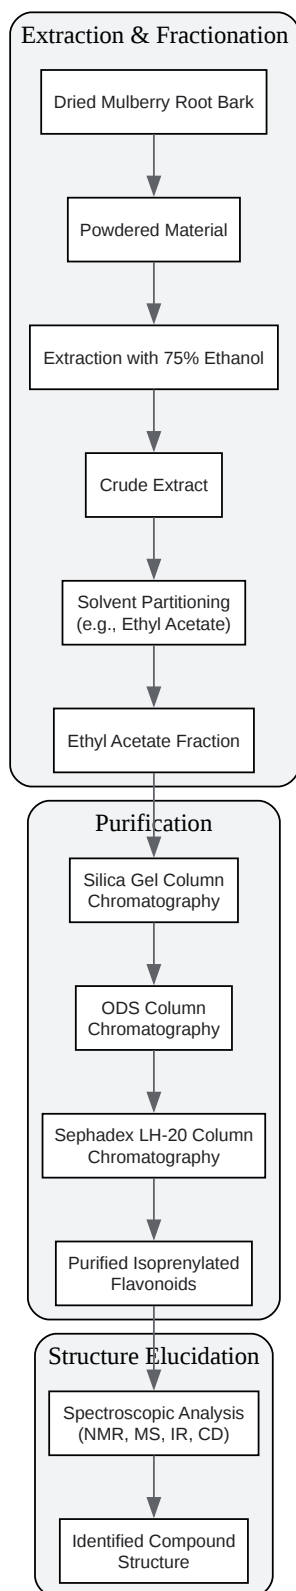 Extraction & Fractionation
Dried Mulberry Root Bark
Powdered Material
Extraction with 75% Ethanol
Crude Extract
Solvent Partitioning
(e.g., Ethyl Acetate)
Ethyl Acetate Fraction
Purification
Silica Gel Column
Chromatography
ODS Column
Chromatography
Sephadex LH-20 Column
Chromatography
Purified Isoprenylated
Flavonoids
Structure Elucidation
Spectroscopic Analysis
(NMR, MS, IR, CD)
Identified Compound
Structure